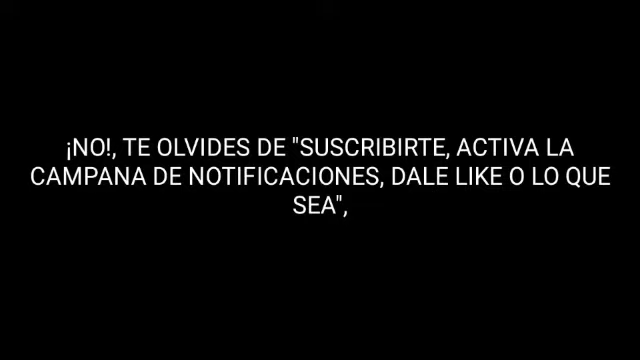 ¡NO!, TE OLVIDES DE "SUSCRIBIRTE, ACTIVA LA
CAMPANA DE NOTIFICACIONES, DALE LIKE O LO QUE
SEA",